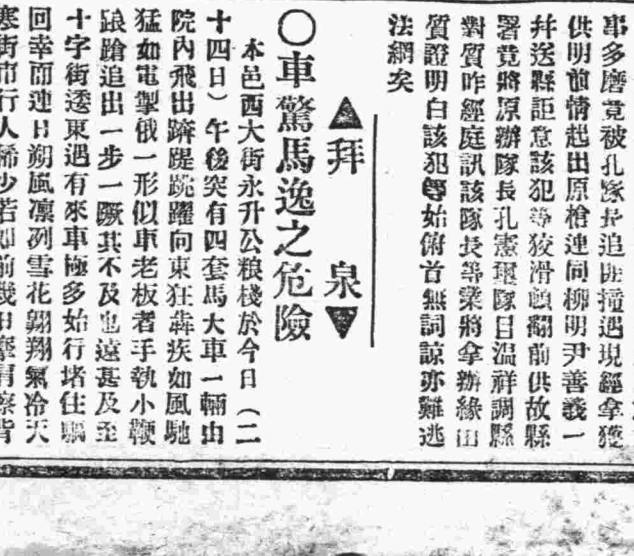 事多磨竟被孔隊長追匪撞遇現經拿獲
供明前情起出原槍連同柳明尹善義一
幷送縣詎意該犯等狡滑賴翻前供故縣
署竟將原辦隊長孔憲 隊目温祥調縣
對質昨經庭訊該隊長等業將拿辦緣由
質證明白該犯等始俯首無詞諒亦難逃
法網矣
▲拜泉▼
〇車驚馬逸之危險
本邑西大街永升公粮棧於今日（二
十四日）午後突有四套馬大車一輛由
院內飛出蹄 跳躍向東狂犇疾如風馳
猛如電掣俄一形似車老板者手執小鞭
踉蹌追出一步一蹶其不及也遠甚及至
十字街逶東遇有來車極多始行堵住驅
回幸而連日朔風凜冽雪花翱翔氣冷天
寒街市行人稀少若如前幾日